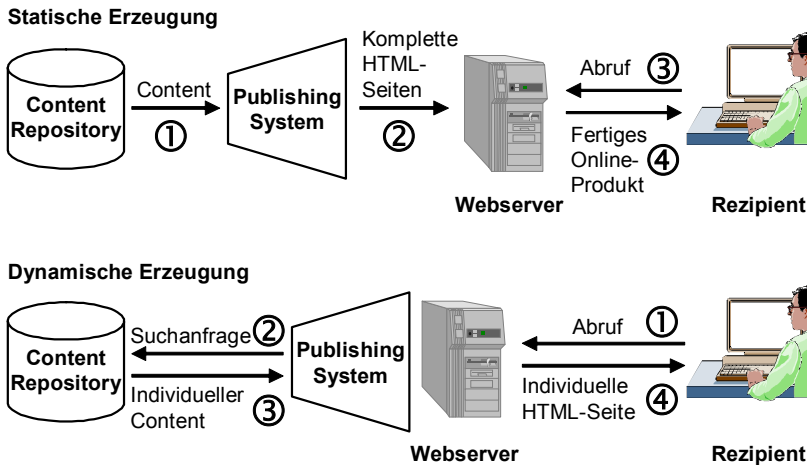 Statische Erzeugung
Content
Repository
Content
①
Publishing
System
Komplette
HTML-
Seiten
②
Abruf ③
Fertiges
Online-
Produkt
④
Webserver
Rezipient
Dynamische Erzeugung
Content
Repository
Suchanfrage ②
Individueller
Content
③
Publishing
System
Abruf ①
Individuelle
HTML-Seite ④
Webserver
Rezipient